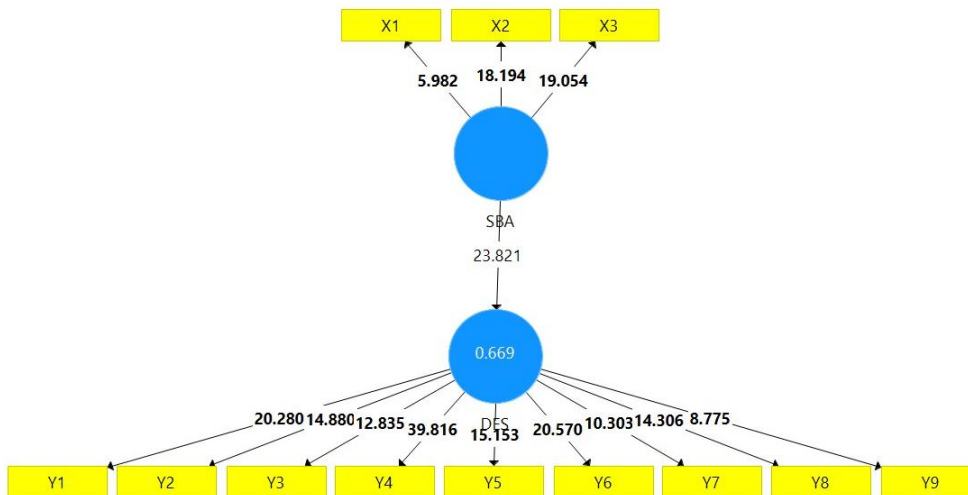 X1 X2 X3
5.982 18.194 19.054
SBA
23.821
0.669
DES
20.280 14.880 12.835 39.816 15.153 20.570 10.303 14.306 8.775
Y1 Y2 Y3 Y4 Y5 Y6 Y7 Y8 Y9